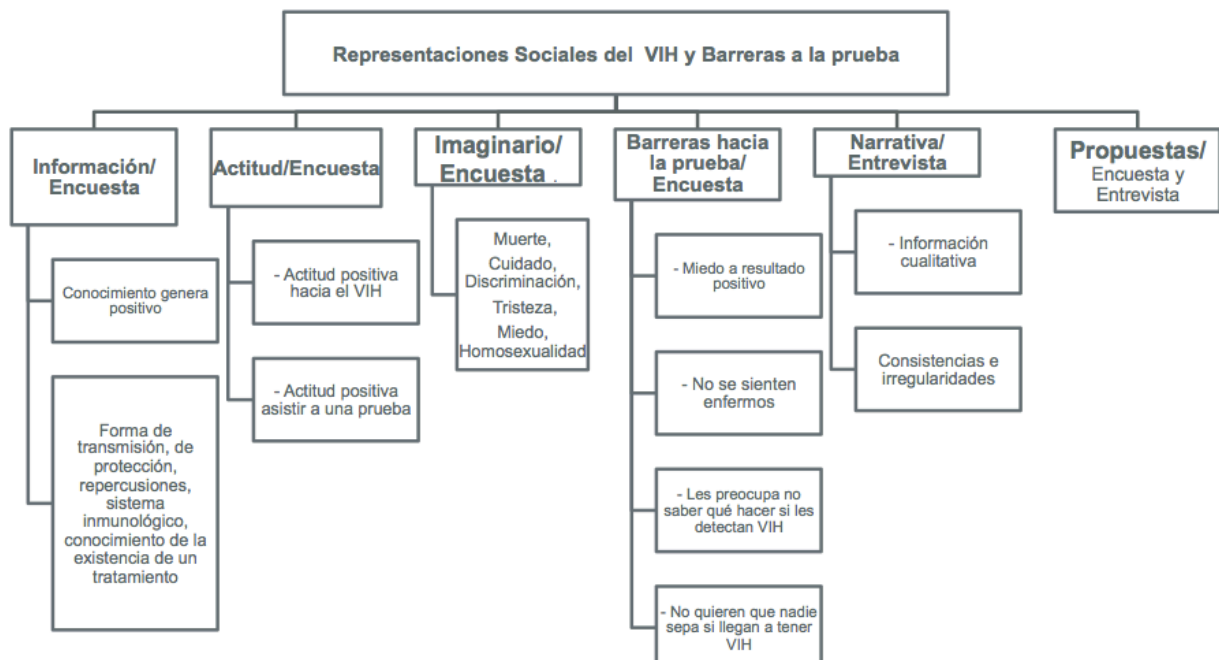 Representaciones Sociales del VIH y Barreras a la prueba
Información/
Encuesta
Conocimiento genera
positivo
Forma de
transmisión, de
protección,
repercusiones,
sistema
inmunológico,
conocimiento de la
existencia de un
tratamiento
Actitud/Encuesta
- Actitud positiva
hacia el VIH
- Actitud positiva
asistir a una prueba
Imaginario/
Encuesta .
Muerte,
Cuidado,
Discriminación,
Tristeza,
Miedo,
Homosexualidad
Barreras hacia
la prueba/
Encuesta
- Miedo a resultado
positivo
- No se sienten
enfermos
- Les preocupa no
saber qué hacer si les
detectan VIH
- No quieren que nadie
sepa si llegan a tener
VIH
Narrativa/
Entrevista
- Información
cualitativa
Consistencias e
irregularidades
Propuestas/
Encuesta y
Entrevista